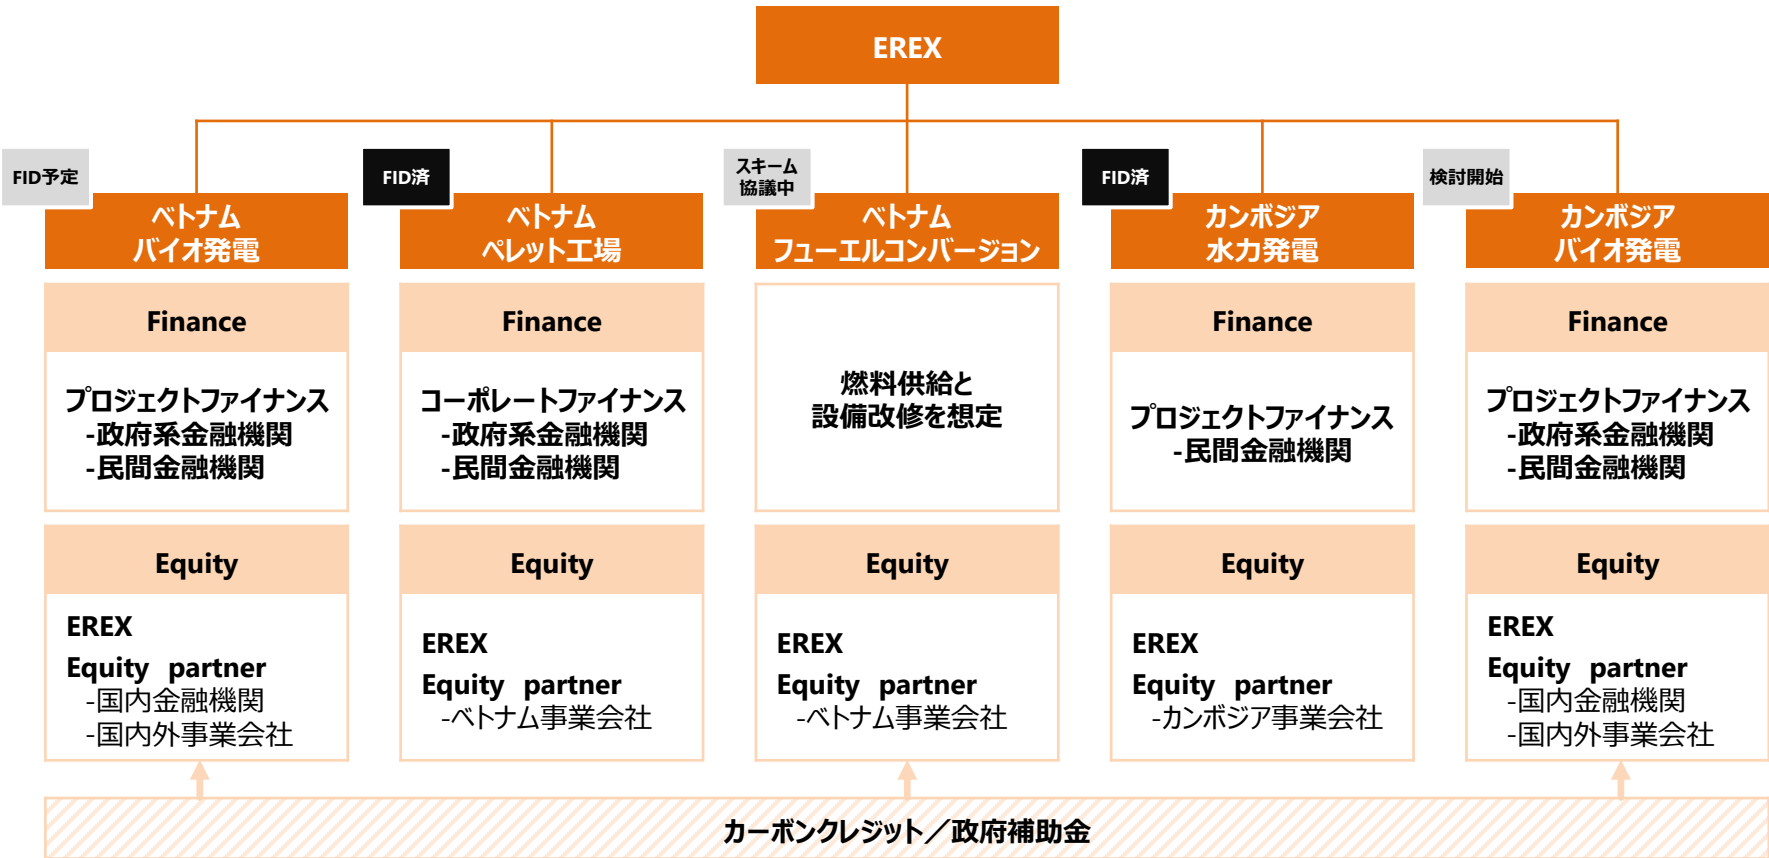 EREX
FID予定
ベトナム
バイオ発電
Finance
プロジェクトファイナンス
-政府系金融機関
-民間金融機関
Equity
EREX
Equity partner
-国内金融機関
-国内外事業会社
FID済
ベトナム
ペレット工場
Finance
コーポレートファイナンス
-政府系金融機関
-民間金融機関
Equity
EREX
Equity partner
-ベトナム事業会社
スキーム
協議中
ベトナム
フューエルコンバージョン
燃料供給と
設備改修を想定
Equity
EREX
Equity partner
-ベトナム事業会社
FID済
カンボジア
水力発電
Finance
プロジェクトファイナンス
-民間金融機関
Equity
EREX
Equity partner
-カンボジア事業会社
検討開始
カンボジア
バイオ発電
Finance
プロジェクトファイナンス
-政府系金融機関
-民間金融機関
Equity
EREX
Equity partner
-国内金融機関
-国内外事業会社
カーボンクレジット／政府補助金